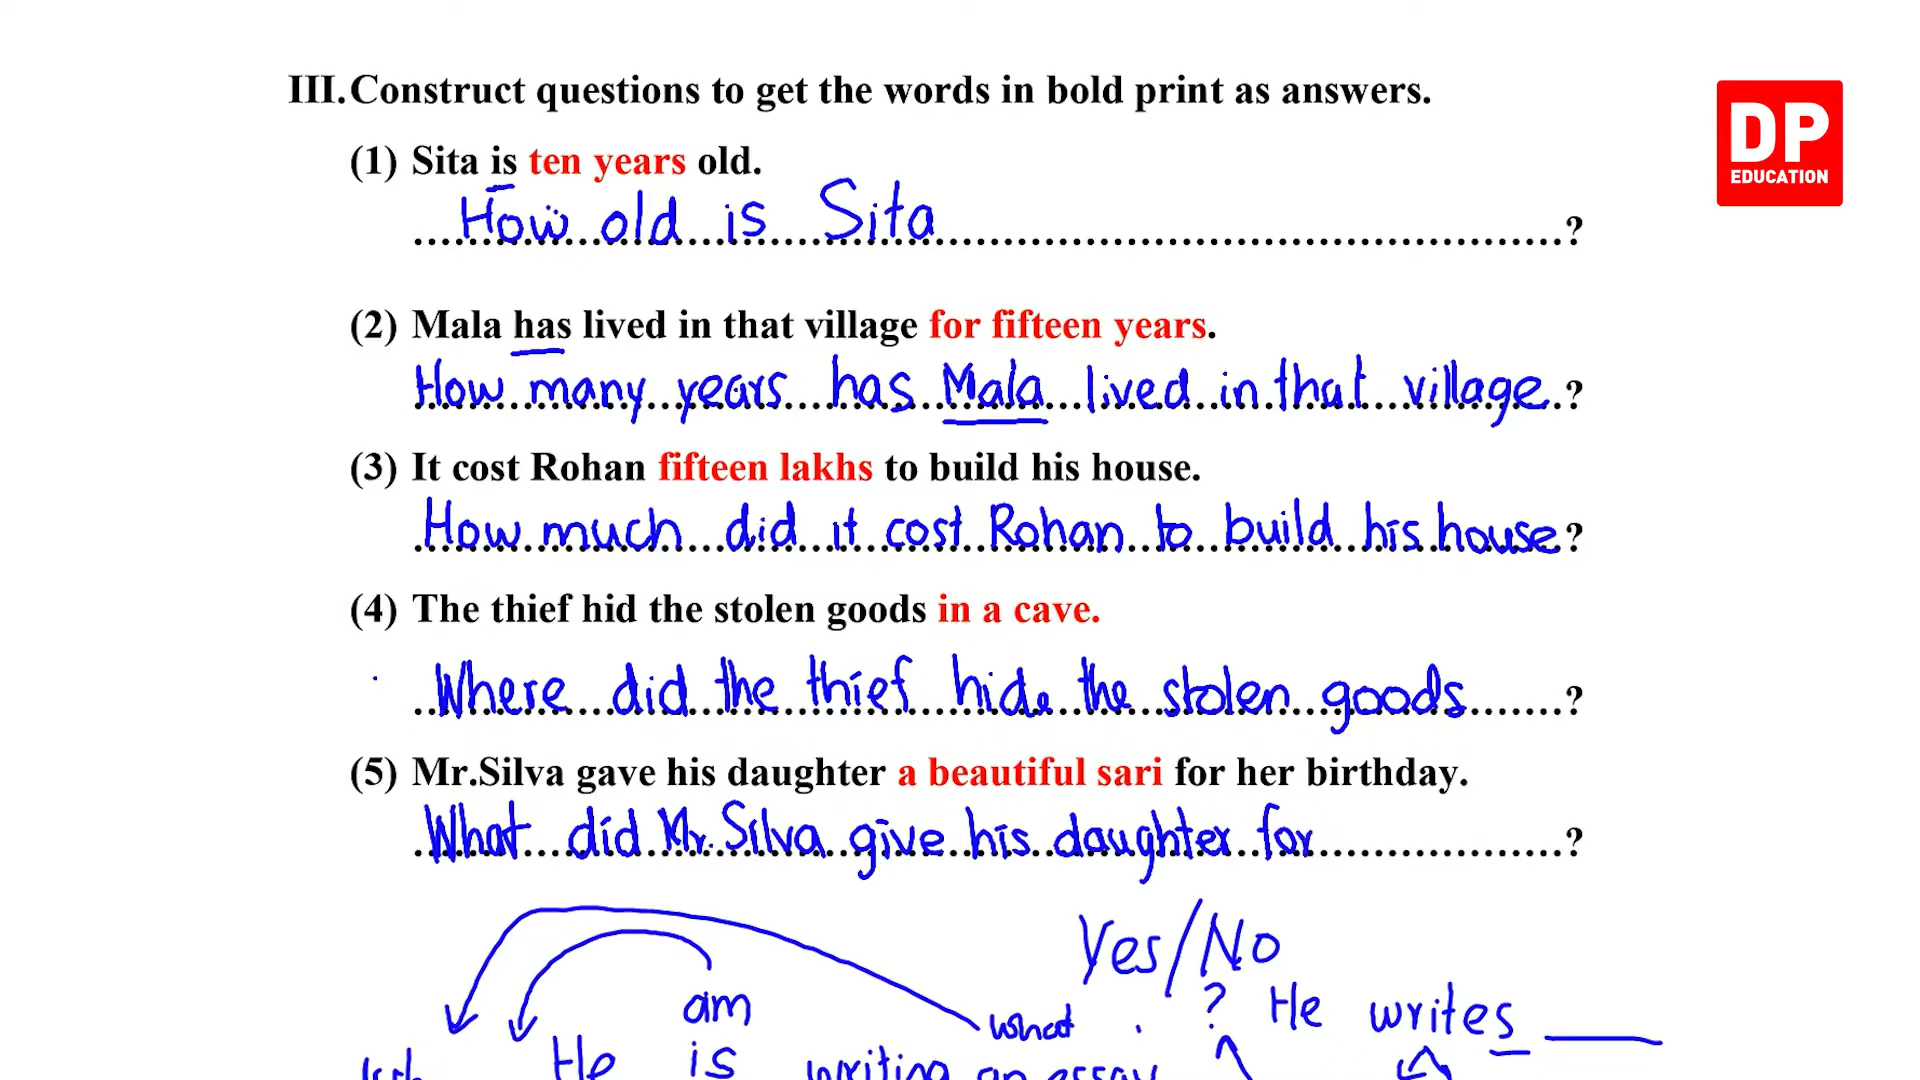 III. Construct questions to get the words in bold print as answers.
DP
EDUCATION
(1) Sita is ten years old.
How old is Sita ?
(2) Mala has lived in that village for fifteen years.
How many years has Mala lived in that village ?
(3) It cost Rohan fifteen lakhs to build his house.
How much did it cost Rohan to build his house ?
(4) The thief hid the stolen goods in a cave.
Where did the thief hide the stolen goods ?
(5) Mr.Silva gave his daughter a beautiful sari for her birthday.
What did Mr. Silva give his daughter for ?
Yes/No
am what ? He writes
He is writing an essay